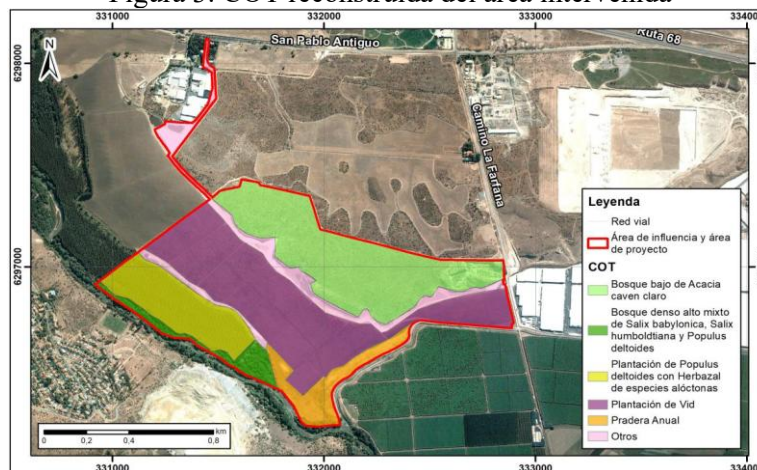 Figura 3. COT reconstruida del área intervenida
331000 332000 333000 33400
6298000
6297000
N
San Pablo Antiguo
Ruta 68
Camino La Farfana
Leyenda
Red vial
Área de influencia y área
de proyecto
COT
Bosque bajo de Acacia
caven claro
Bosque denso alto mixto
de Salix babylonica, Salix
humboldtiana y Populus
deltoides
Plantación de Populus
deltoides con Herbazal
de especies alóctonas
Plantación de Vid
Pradera Anual
Otros
km
0 0,2 0,4 0,6 0,8
331000 332000 333000 33400